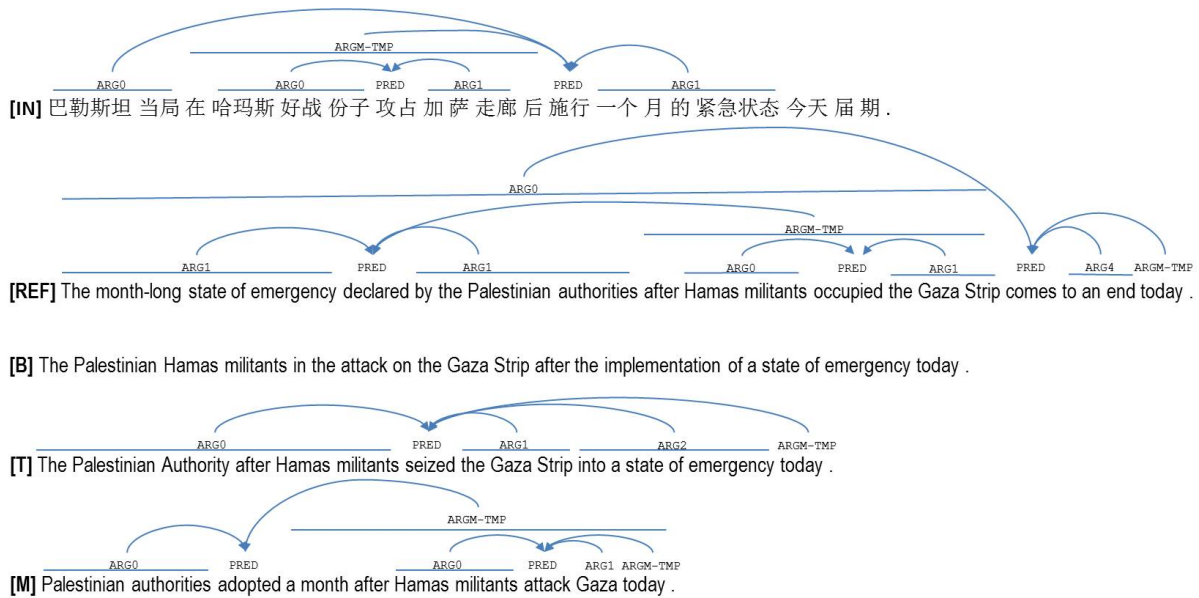 ARGM-TMP
ARG0 ARG0 PRED ARG1 PRED ARG1
[IN] 巴勒斯坦 当局 在 哈玛斯 好战 份子 攻占 加 萨 走廊 后 施行 一个 月 的 紧急状态 今天 届 期 .
ARG0
ARGM-TMP
ARG1 PRED ARG1 ARG0 PRED ARG1 PRED ARG4 ARGM-TMP
[REF] The month-long state of emergency declared by the Palestinian authorities after Hamas militants occupied the Gaza Strip comes to an end today .
[B] The Palestinian Hamas militants in the attack on the Gaza Strip after the implementation of a state of emergency today .
ARG0 PRED ARG1 ARG2 ARGM-TMP
[T] The Palestinian Authority after Hamas militants seized the Gaza Strip into a state of emergency today .
ARGM-TMP
ARG0 PRED ARG0 PRED ARG1 ARGM-TMP
[M] Palestinian authorities adopted a month after Hamas militants attack Gaza today .